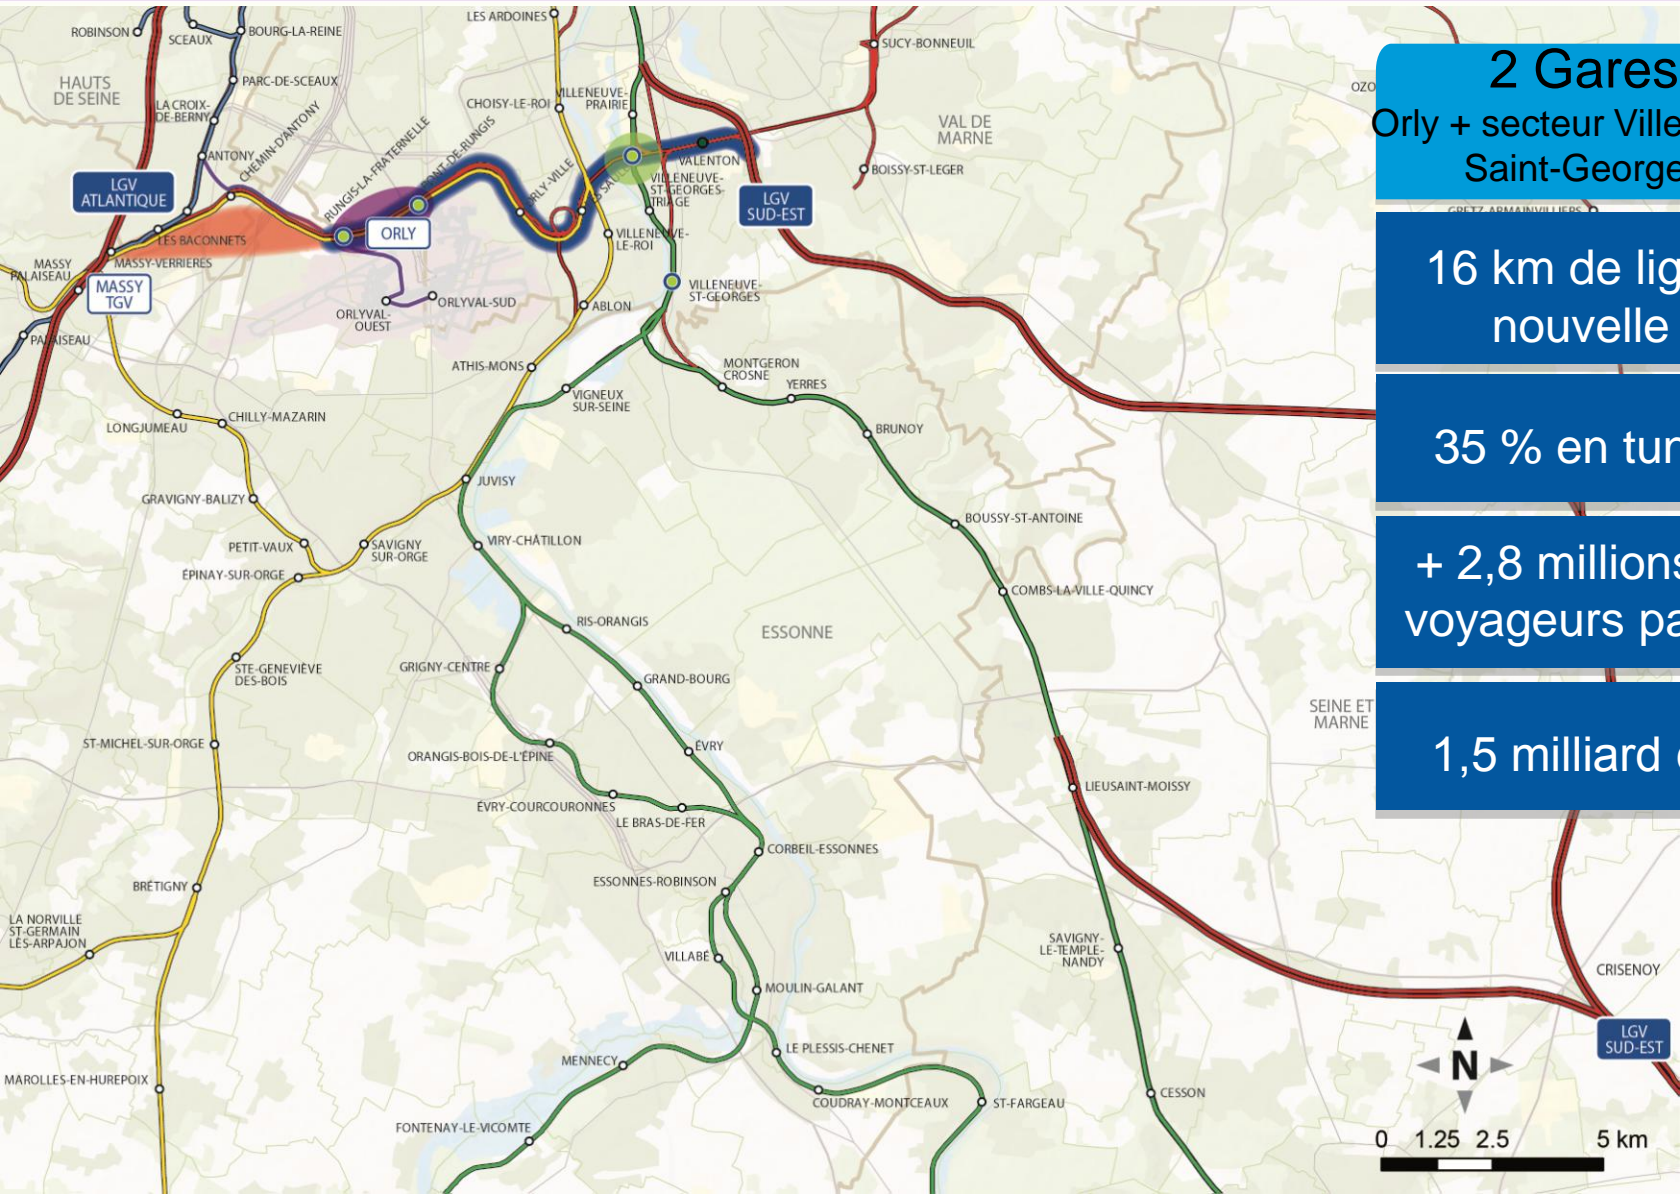 ROBINSON
SCEAUX
BOURG-LA-REINE
LES ARDOINES
SUCY-BONNEUIL
HAUTS
DE SEINE
PARC-DE-SCEAUX
LA CROIX-
DE-BERNY
CHOISY-LE-ROI
VILLENEUVE-
PRAIRIE
VAL DE
MARNE
ANTONY
CHEMIN-D'ANTONY
RUNGIS-LA-FRATERNELLE
PONT-DE-RUNGIS
ORLY-VILLE
VALENTON
BOISSY-ST-LEGER
LGV
ATLANTIQUE
VILLENEUVE-
ST-GEORGES-
TRIAGE
LGV
SUD-EST
ORLY
LES BACONNETS
VILLENEUVE-
LE-ROI
MASSY
PALAISEAU
MASSY-VERRIERES
MASSY
TGV
ORLYVAL-
OUEST
ORLYVAL-SUD
VILLENEUVE-
ST-GEORGES
ABLON
PALAISEAU
ATHIS-MONS
MONTGERON
CROSNE
YERRES
VIGNEUX
SUR-SEINE
LONGJUMEAU
CHILLY-MAZARIN
BRUNOY
JUVISY
GRAVIGNY-BALIZY
BOUSSY-ST-ANTOINE
PETIT-VAUX
SAVIGNY
SUR-ORGE
VIRY-CHÂTILLON
ÉPINAY-SUR-ORGE
COMBS-LA-VILLE-QUINCY
RIS-ORANGIS
ESSONNE
STE-GENEVIÈVE
DES-BOIS
GRIGNY-CENTRE
GRAND-BOURG
ST-MICHEL-SUR-ORGE
ORANGIS-BOIS-DE-L'ÉPINE
ÉVRY
SEINE ET
MARNE
LIEUSAINT-MOISSY
ÉVRY-COURCOURONNES
LE BRAS-DE-FER
CORBEIL-ESSONNES
BRÉTIGNY
ESSONNES-ROBINSON
LA NORVILLE
ST-GERMAIN
LÈS-ARPAJON
VILLABÉ
SAVIGNY-
LE-TEMPLE-
NANDY
CRISENOY
MOULIN-GALANT
LGV
SUD-EST
MENNECY
LE PLESSIS-CHENET
MAROLLES-EN-HUREPOIX
COUDRAY-MONTCEAUX
ST-FARGEAU
CESSON
FONTENAY-LE-VICOMTE
N
0 1.25 2.5 5 km
OZO
2 Gares
Orly + secteur Ville
Saint-George
GRETZ-ARMAINVILLIERS
16 km de lig
nouvelle
35 % en tun
+ 2,8 millions
voyageurs pa
1,5 milliard